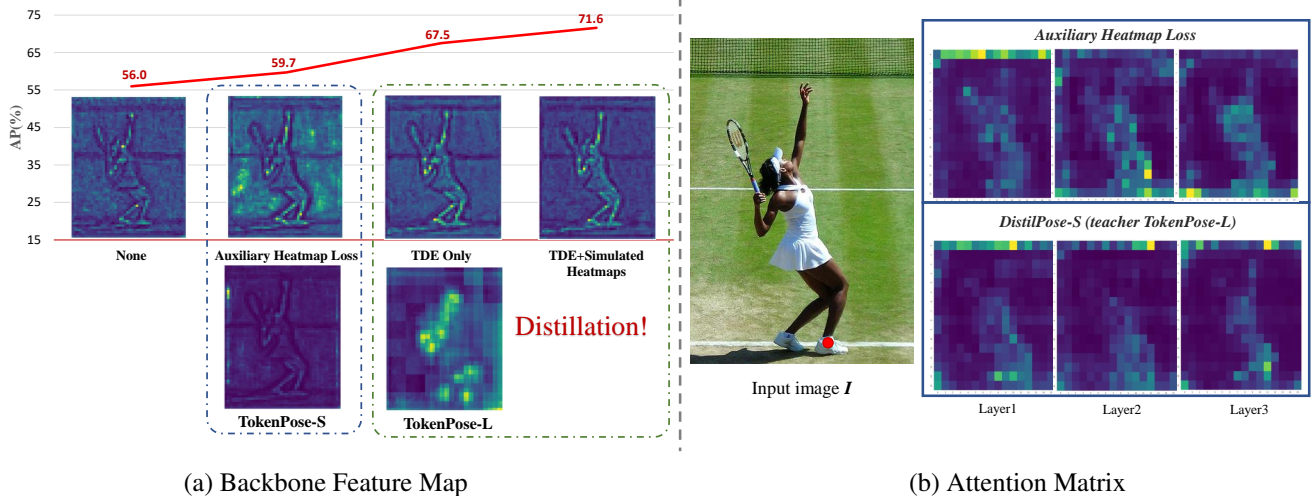 75
65
55
45
35
25
15
AP(%)
56.0
59.7
67.5
71.6
None
Auxiliary Heatmap Loss
TDE Only
TDE+Simulated
Heatmaps
TokenPose-S
TokenPose-L
Distillation!
(a) Backbone Feature Map
Input image I
Auxiliary Heatmap Loss
DistilPose-S (teacher TokenPose-L)
Layer1
Layer2
Layer3
(b) Attention Matrix